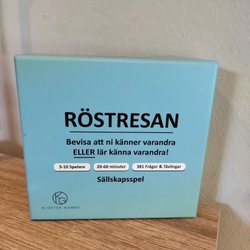 RÖSTRESAN
Bevisa att ni känner varandra
ELLER lär känna varandra!
3-10 Spelare 20-60 minuter 381 Frågor & Tävlingar
Sällskapsspel
KLOSTER GAMES